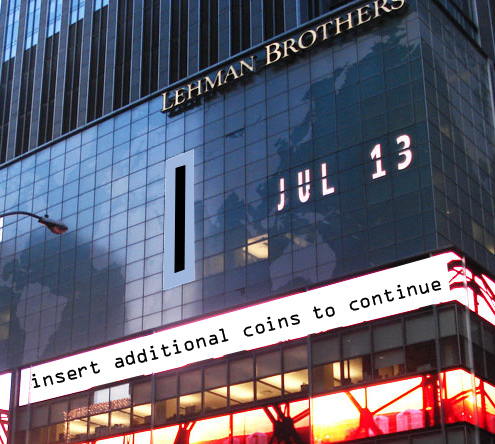 LEHMAN BROTHERS
JUL 13
insert additional coins to continue